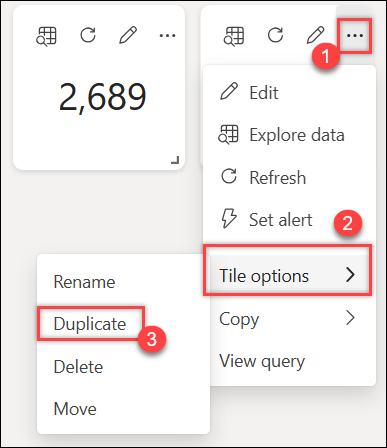 1
2,689
Edit
Explore data
Refresh
Set alert
2
Tile options
Rename
Duplicate
3
Delete
Move
Copy
View query